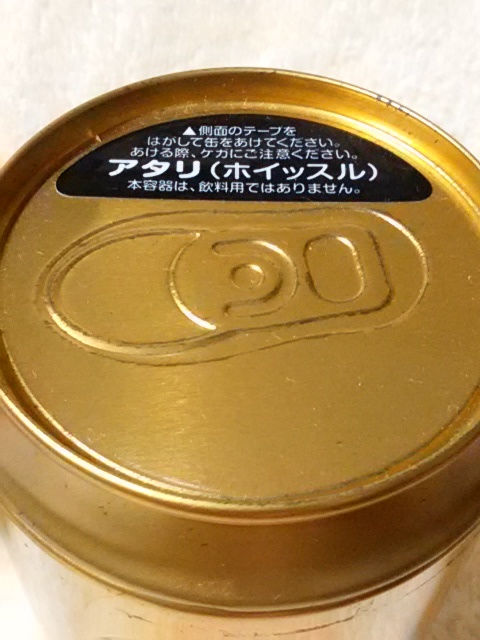 ▲側面のテープを
はがして缶をあけてください。
あける際、ケガにご注意ください。
アタリ(ホイッスル)
本容器は、飲料用ではありません。